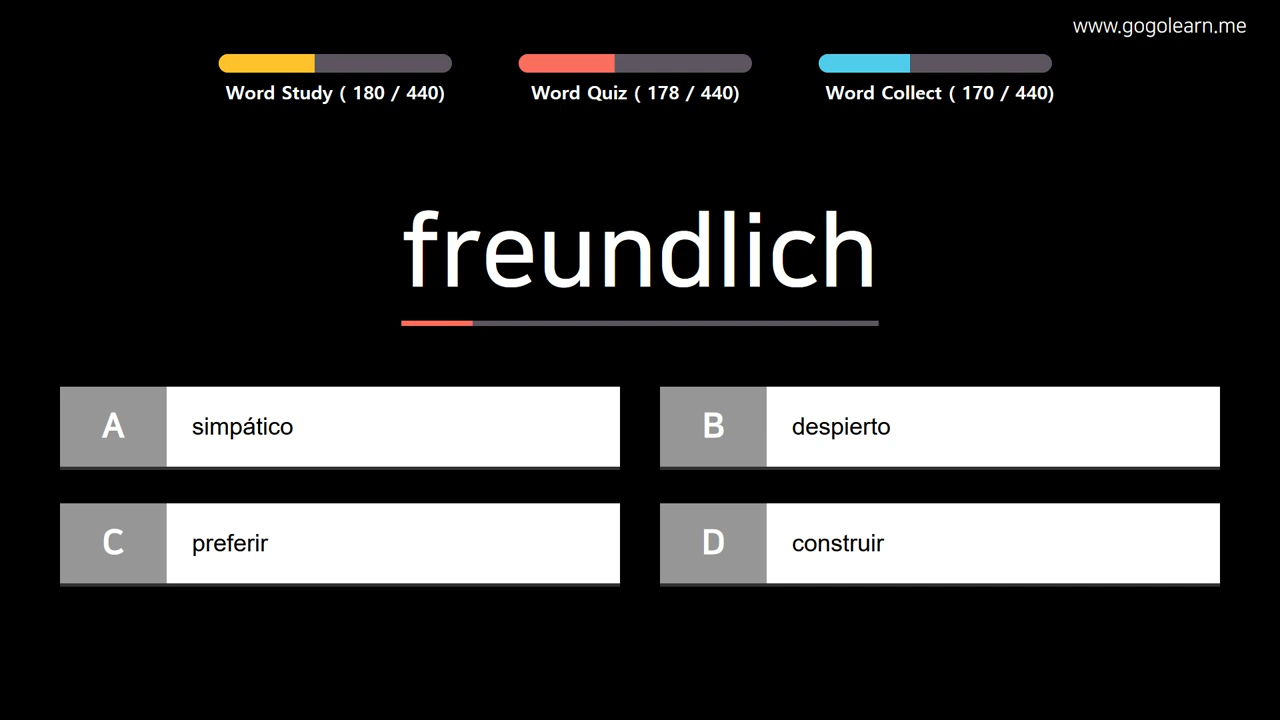 www.gogolearn.me
Word Study ( 180 / 440)
Word Quiz ( 178 / 440)
Word Collect ( 170 / 440)
freundlich
A simpático
B despierto
C preferir
D construir